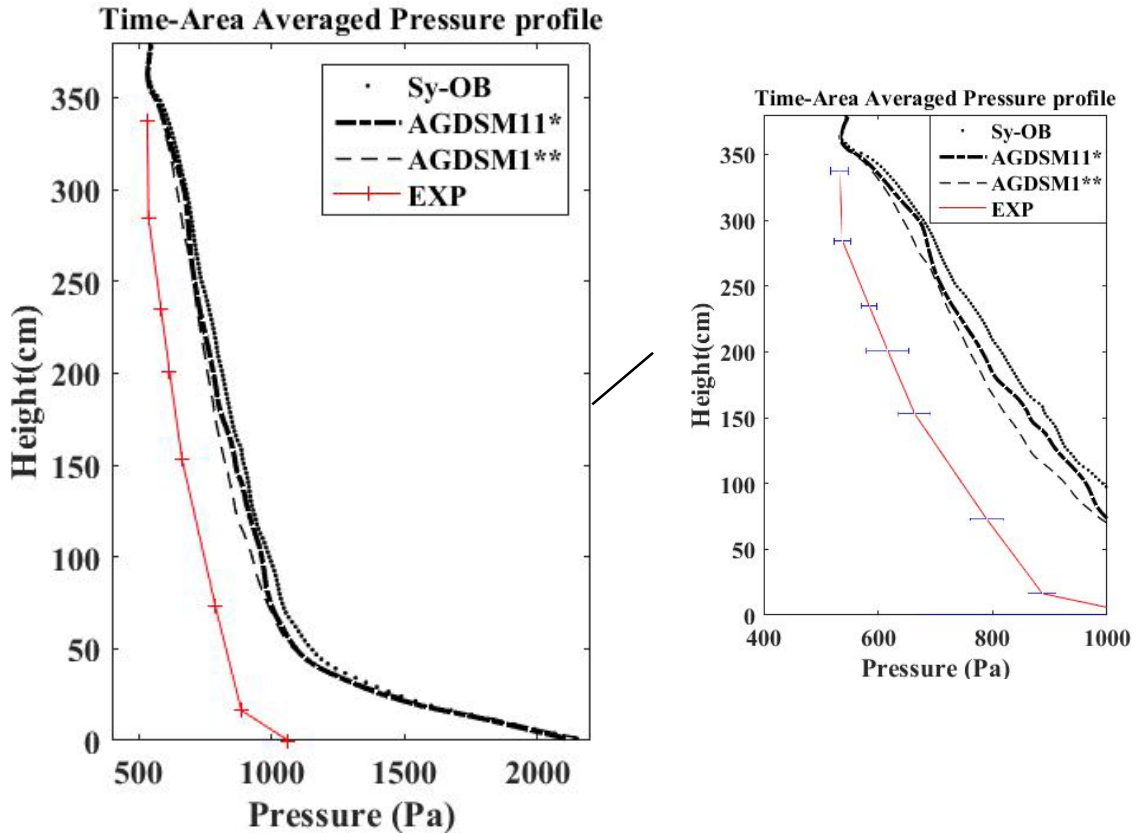 Time-Area Averaged Pressure profile
Sy-OB
AGDSM11*
AGDSM1**
EXP
350
300
250
200
150
100
50
0
Height(cm)
500
1000
1500
2000
Pressure (Pa)
Time-Area Averaged Pressure profile
Sy-OB
AGDSM11*
AGDSM1**
EXP
350
300
250
200
150
100
50
0
Height(cm)
400
600
800
1000
Pressure (Pa)